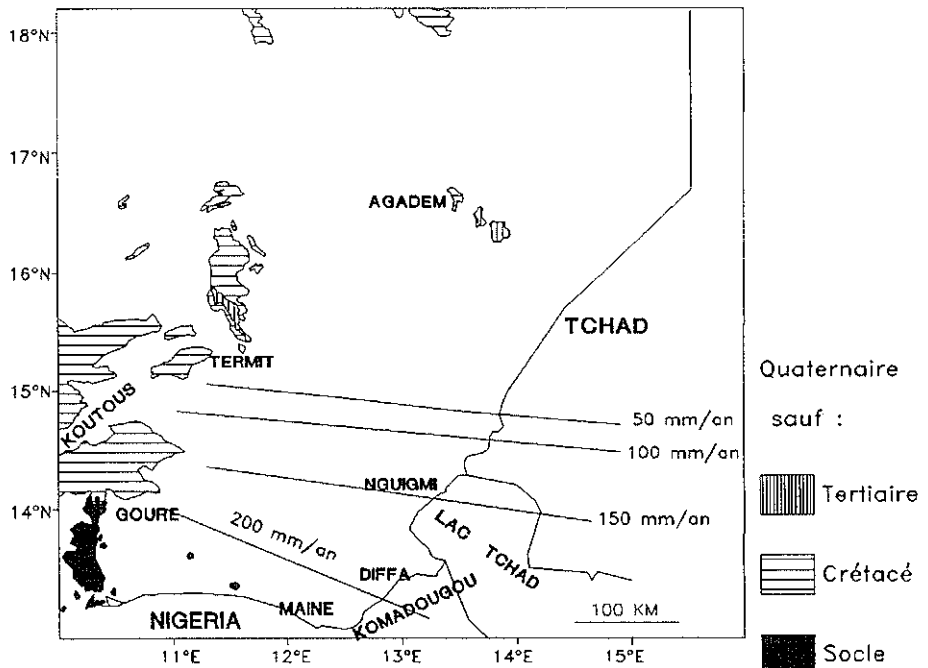 18°N
17°N
AGADEM
16°N
TCHAD
TERMIT
15°N
50 mm/an
KOUTOUS
100 mm/an
NGUIGMI
150 mm/an
14°N
GOURE
200 mm/an
LAC TCHAD
DIFFA
MAINE
KOMADOUGOU
NIGERIA
100 KM
11°E
12°E
13°E
14°E
15°E
Quaternaire
sauf :
Tertiaire
Crétacé
Socle